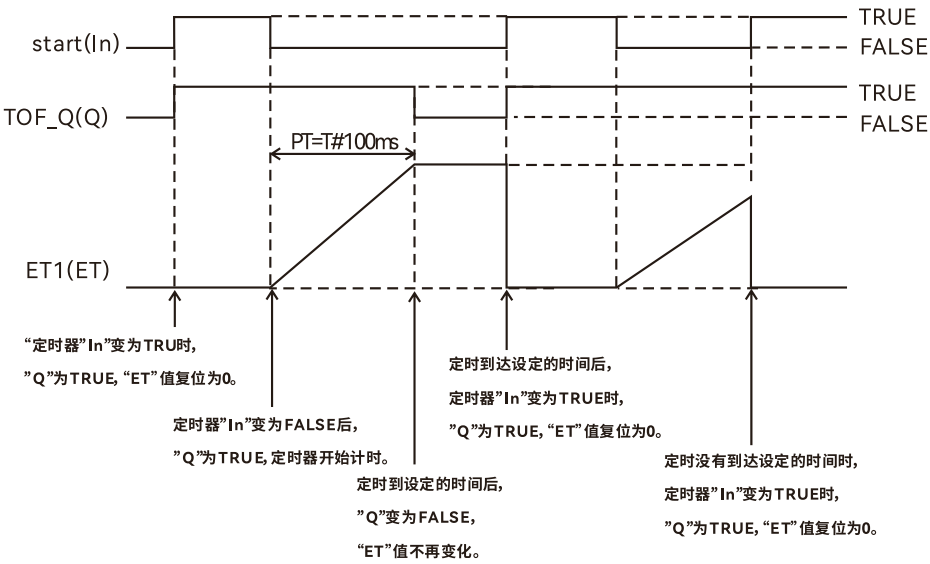 start(In)
TRUE
FALSE
TOF_Q(Q)
TRUE
FALSE
PT=T#100ms
ET1(ET)
“定时器”In”变为TRU时,
”Q”为TRUE, “ET”值复位为0。
定时器”In”变为FALSE后,
”Q”为TRUE, 定时器开始计时。
定时到设定的时间后,
”Q”变为FALSE,
“ET”值不再变化。
定时到达设定的时间后,
定时器”In”变为TRUE时,
”Q”为TRUE, “ET”值复位为0。
定时没有到达设定的时间时,
定时器”In”变为TRUE时,
”Q”为TRUE, “ET”值复位为0。